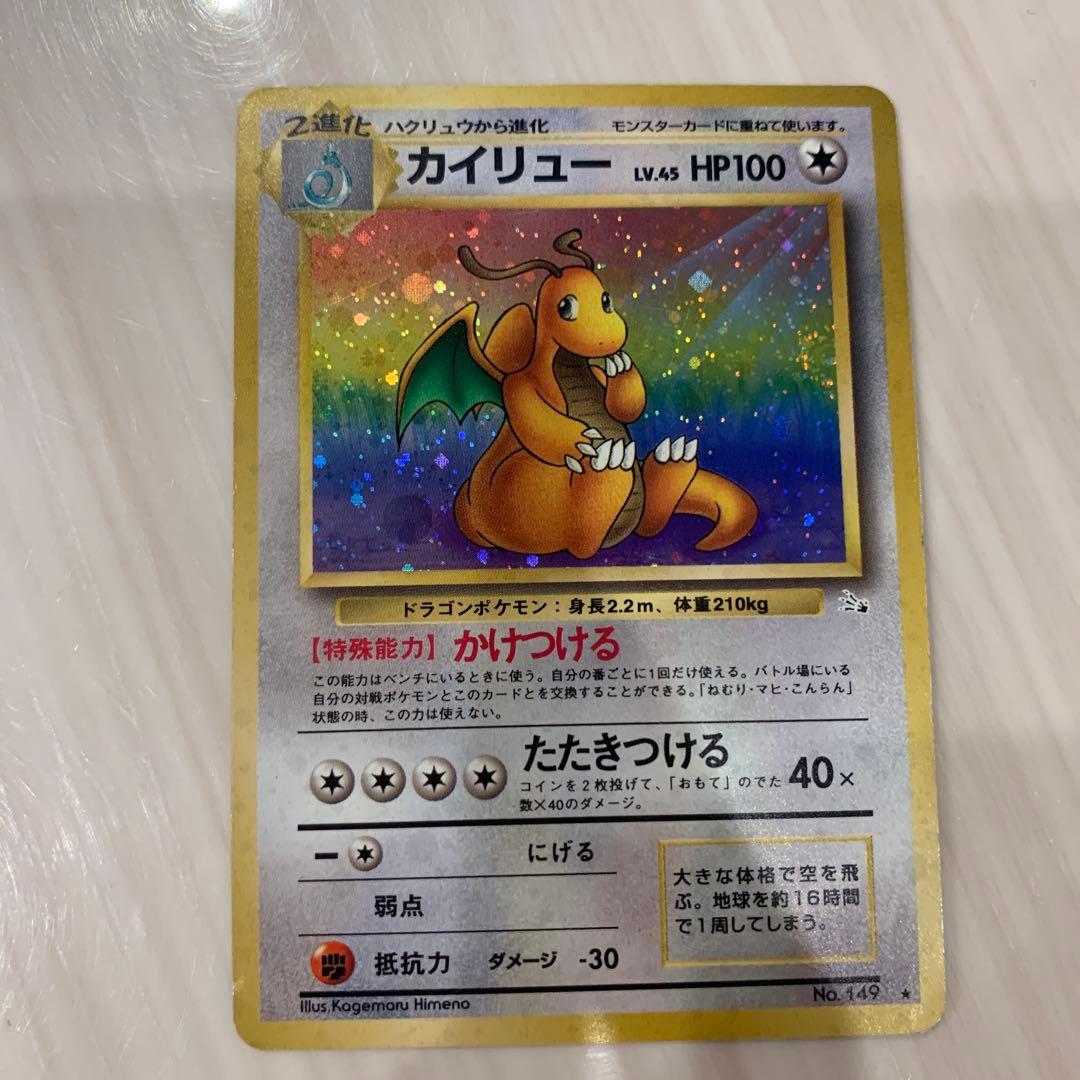 2進化 ハクリュウから進化 モンスターカードに重ねて使います。
カイリュー LV.45 HP100
ドラゴンポケモン：身長2.2m、体重210kg
【特殊能力】かけつける
この能力はベンチにいるときに使う。自分の番ごとに1回だけ使える。バトル場にいる
自分の対戦ポケモンとこのカードとを交換することができる。「ねむり・マヒ・こんらん」
状態の時、この力は使えない。
たたきつける
コインを2枚投げて、「おもて」のでた
数×40のダメージ。
40×
にげる
弱点
抵抗力 ダメージ -30
大きな体格で空を飛
ぶ。地球を約16時間
で1周してしまう。
Illus. Kagemaru Himeno
No. 149 ★